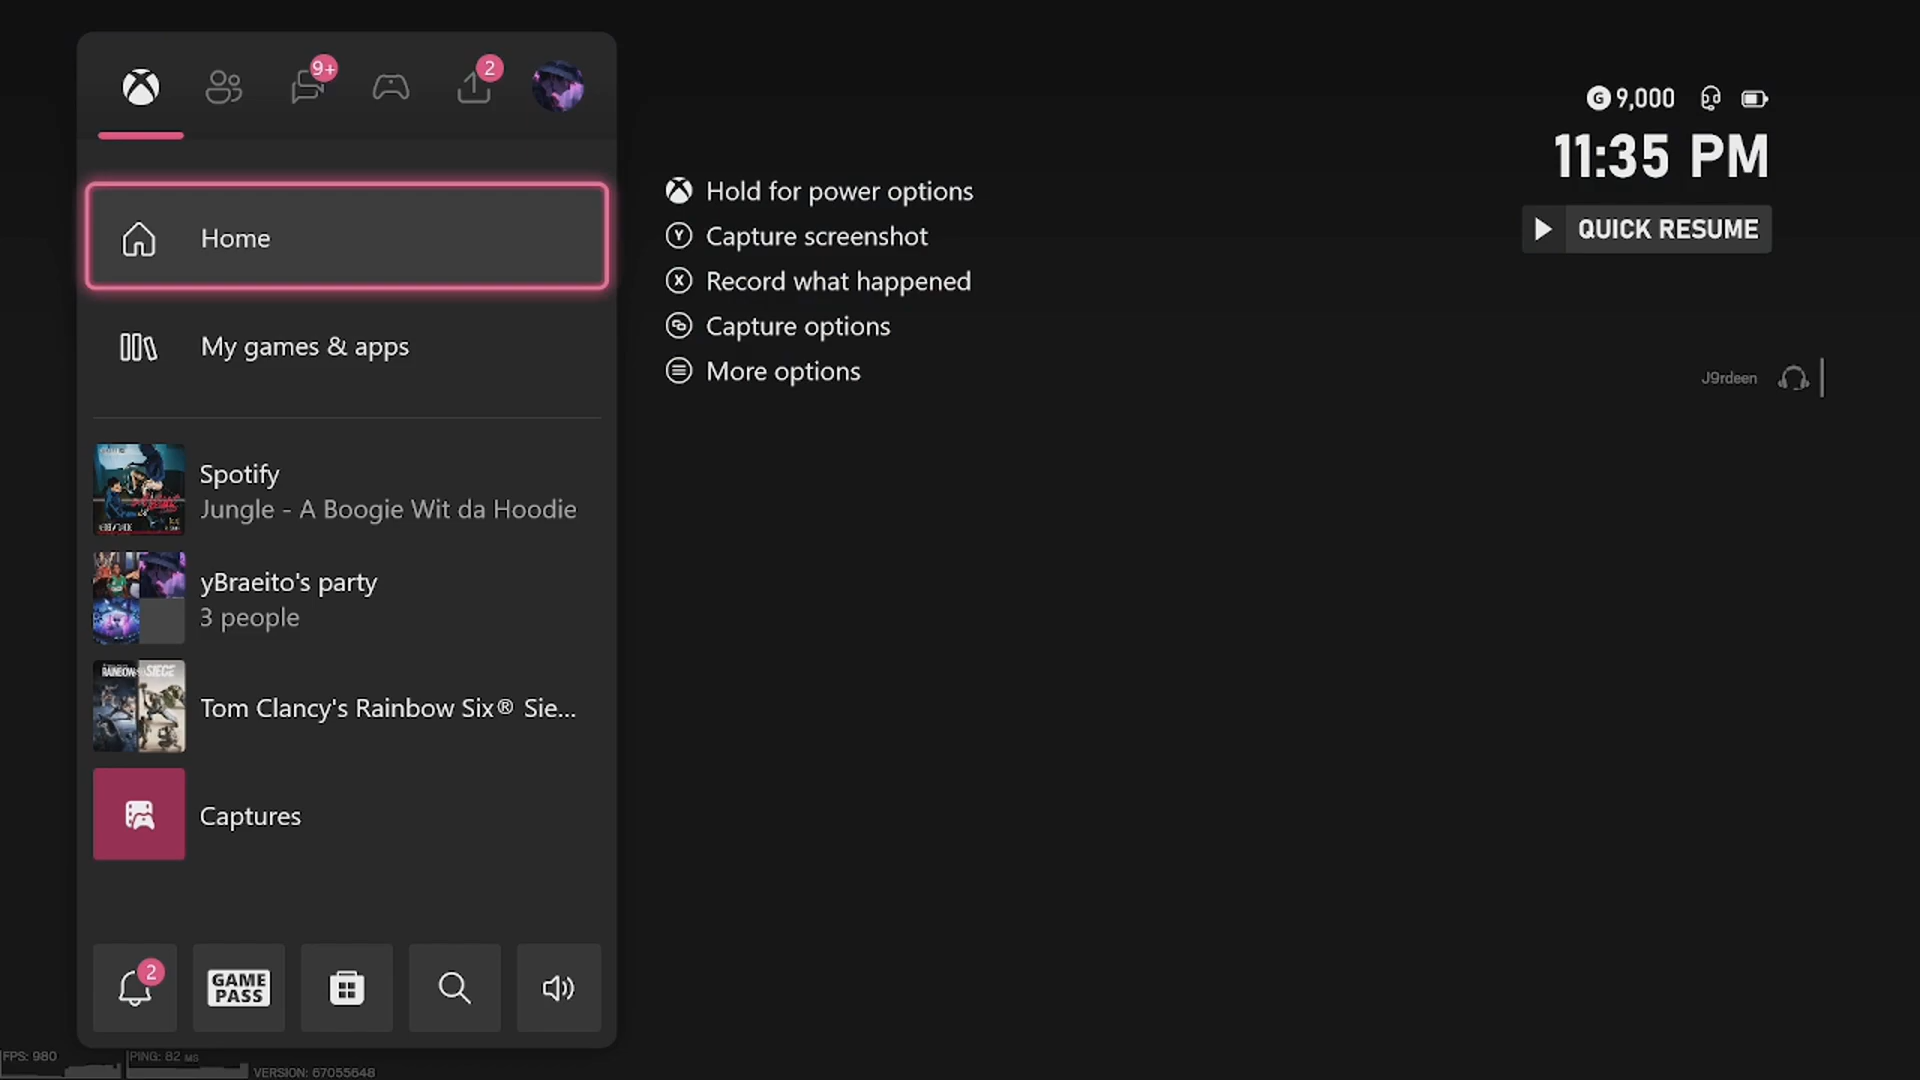 9+
2
G 9,000
11:35 PM
QUICK RESUME
Home
My games & apps
Hold for power options
Y Capture screenshot
X Record what happened
Capture options
More options
J9rdeen
Spotify
Jungle - A Boogie Wit da Hoodie
yBraeito's party
3 people
RAINBOW SIEGE
Tom Clancy's Rainbow Six® Sie...
Captures
2
GAME
PASS
FPS: 980
PING: 82 MS
VERSION: 67055648